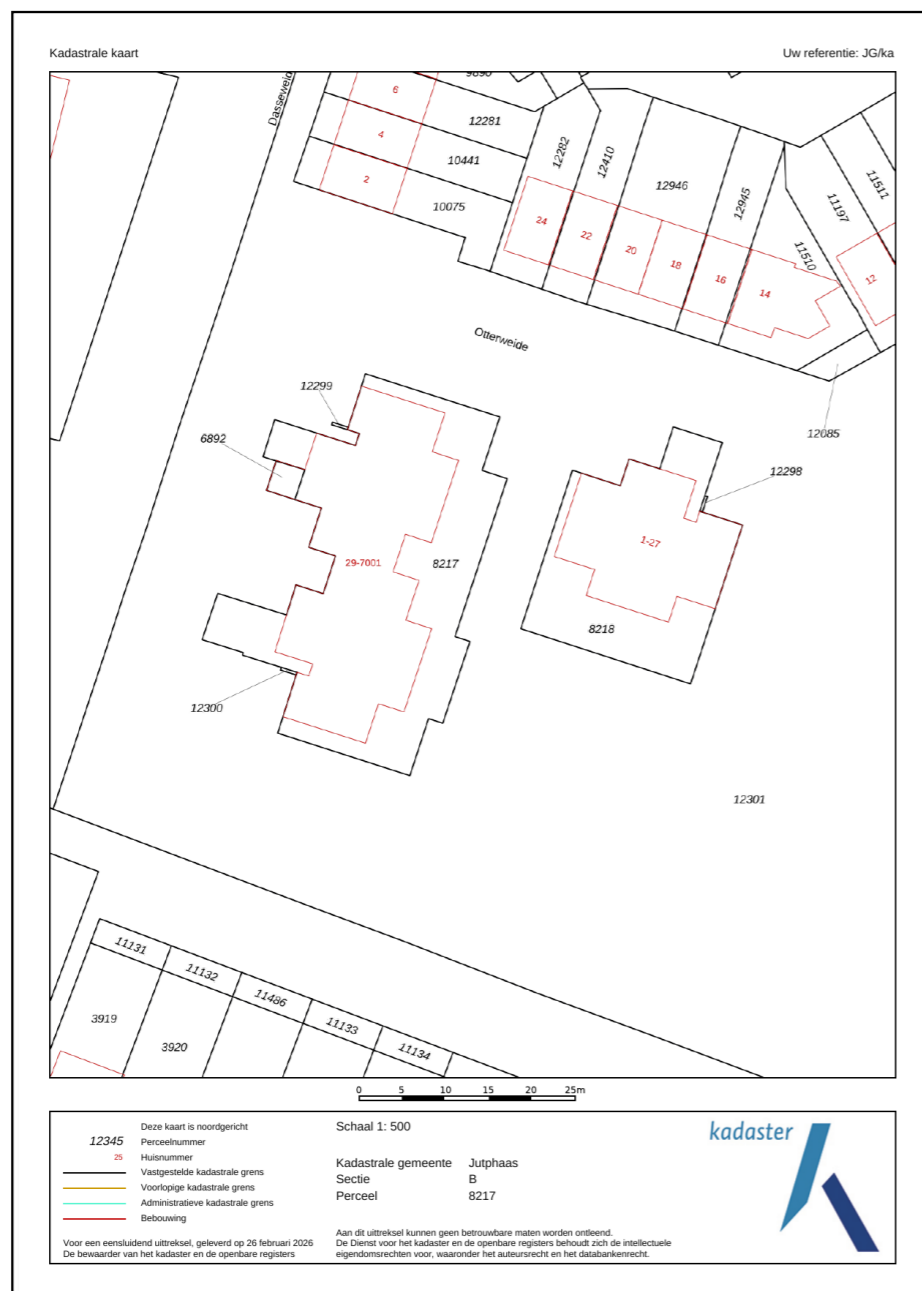 Kadastrale kaart
Uw referentie: JG/ka
Dasseweid
9890
6
12281
4
10441
2
10075
12282
12410
12946
12945
11510
11197
11511
24
22
20
18
16
14
12
Otterweide
12299
6892
12085
12298
29-7001
8217
1-27
8218
12300
12301
11131
11132
11486
11133
11134
3919
3920
0 5 10 15 20 25m
Deze kaart is noordgericht
12345 Perceelnummer
25 Huisnummer
Vastgestelde kadastrale grens
Voorlopige kadastrale grens
Administratieve kadastrale grens
Bebouwing
Voor een eensluidend uittreksel, geleverd op 26 februari 2026
De bewaarder van het kadaster en de openbare registers
Schaal 1: 500
Kadastrale gemeente Jutphaas
Sectie B
Perceel 8217
Aan dit uittreksel kunnen geen betrouwbare maten worden ontleend.
De Dienst voor het kadaster en de openbare registers behoudt zich de intellectuele
eigendomsrechten voor, waaronder het auteursrecht en het databankenrecht.
kadaster